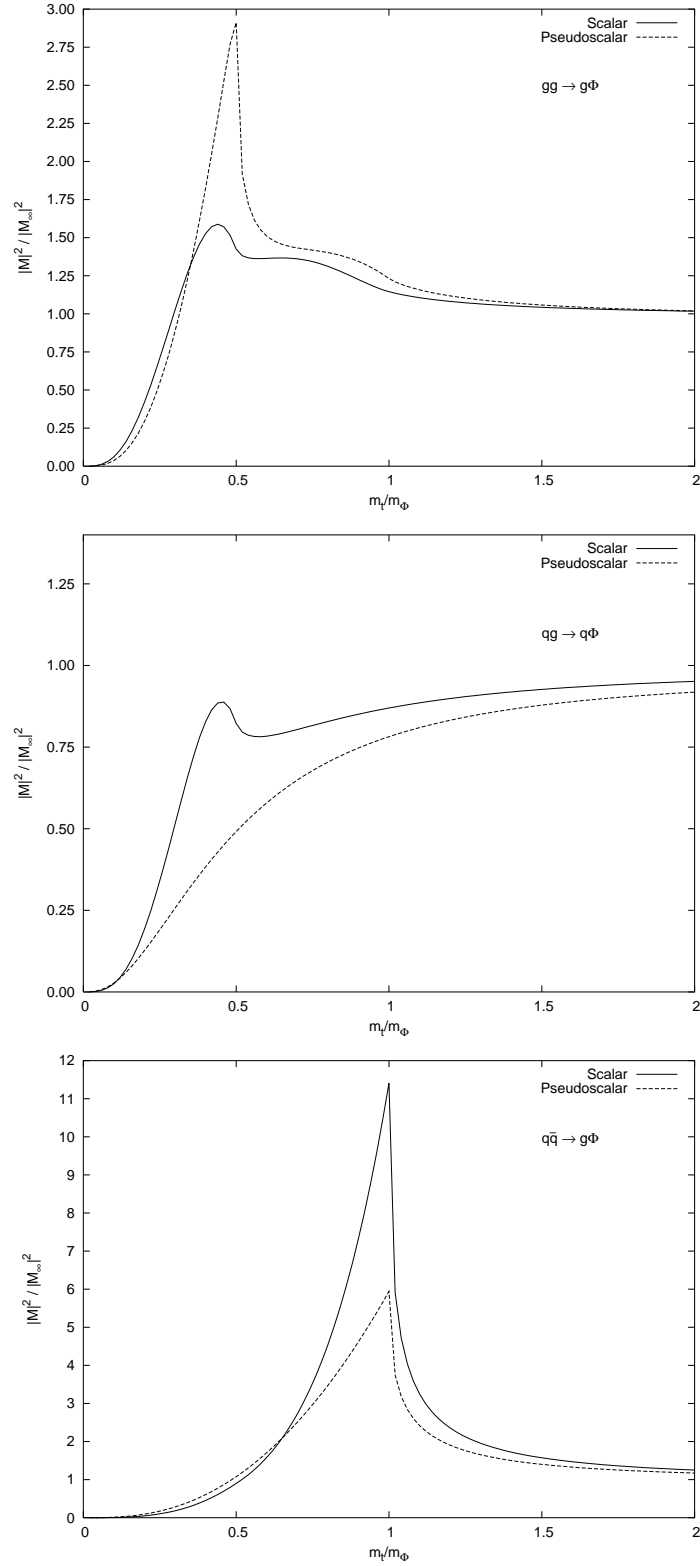 3.00
2.75
2.50
2.25
2.00
1.75
1.50
1.25
1.00
0.75
0.50
0.25
0.00
|M|² / |M∞|²
Scalar
Pseudoscalar
gg → gΦ
0 0.5 1 1.5 2
mₜ/m_Φ
1.25
1.00
0.75
0.50
0.25
0.00
|M|² / |M∞|²
Scalar
Pseudoscalar
qg → qΦ
0 0.5 1 1.5 2
mₜ/m_Φ
12
11
10
9
8
7
6
5
4
3
2
1
0
|M|² / |M∞|²
Scalar
Pseudoscalar
qq̄ → gΦ
0 0.5 1 1.5 2
mₜ/m_Φ